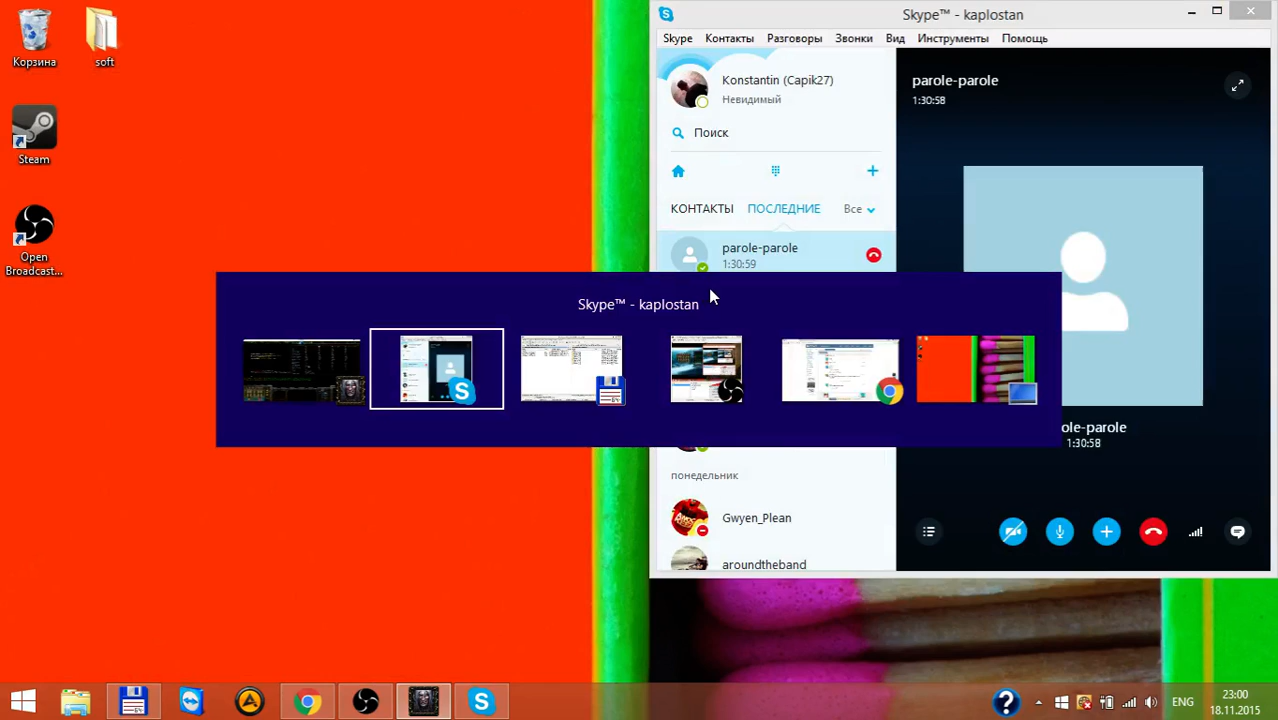 Корзина
soft
Steam
Open
Broadcast...
Skype™ - kaplostan
Skype Контакты Разговоры Звонки Вид Инструменты Помощь
Konstantin (Capik27)
Невидимый
Поиск
КОНТАКТЫ ПОСЛЕДНИЕ Все
parole-parole
1:30:59
parole-parole
1:30:58
Skype™ - kaplostan
ole-parole
1:30:58
понедельник
Gwyen_Plean
aroundtheband
ENG
23:00
18.11.2015